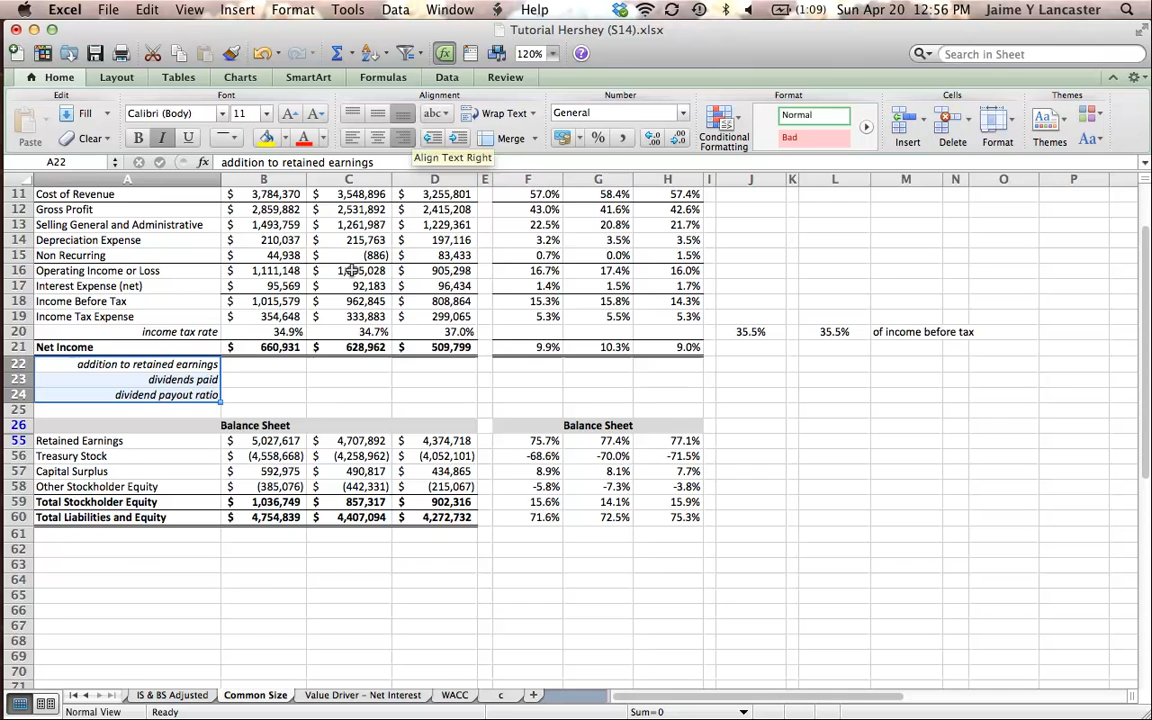 Excel File Edit View Insert Format Tools Data Window Help (1:09) Sun Apr 20 12:56 PM Jaime Y Lancaster
Tutorial Hershey (S14).xlsx
120% Search in Sheet
Home Layout Tables Charts SmartArt Formulas Data Review
Edit Font Alignment Number Format Cells Themes
Fill Calibri (Body) 11 A A abc Wrap Text General Normal
Paste Clear B I U A Merge % Conditional Formatting Bad Insert Delete Format Themes Aa
Align Text Right
A22 fx addition to retained earnings
A B C D E F G H I J K L M N O P
11 Cost of Revenue $ 3,784,370 $ 3,548,896 $ 3,255,801 57.0% 58.4% 57.4%
12 Gross Profit $ 2,859,882 $ 2,531,892 $ 2,415,208 43.0% 41.6% 42.6%
13 Selling General and Administrative $ 1,493,759 $ 1,261,987 $ 1,229,361 22.5% 20.8% 21.7%
14 Depreciation Expense $ 210,037 $ 215,763 $ 197,116 3.2% 3.5% 3.5%
15 Non Recurring $ 44,938 $ (886) $ 83,433 0.7% 0.0% 1.5%
16 Operating Income or Loss $ 1,111,148 $ $ 905,298 16.7% 17.4% 16.0%
17 Interest Expense (net) $ 95,569 $ 92,183 $ 96,434 1.4% 1.5% 1.7%
18 Income Before Tax $ 1,015,579 $ 962,845 $ 808,864 15.3% 15.8% 14.3%
19 Income Tax Expense $ 354,648 $ 333,883 $ 299,065 5.3% 5.5% 5.3%
20 income tax rate 34.9% 34.7% 37.0% 35.5% 35.5% of income before tax
21 Net Income $ 660,931 $ 628,962 $ 509,799 9.9% 10.3% 9.0%
22 addition to retained earnings
23 dividends paid
24 dividend payout ratio
25
26 Balance Sheet Balance Sheet
55 Retained Earnings $ 5,027,617 $ 4,707,892 $ 4,374,718 75.7% 77.4% 77.1%
56 Treasury Stock $ (4,558,668) $ (4,258,962) $ (4,052,101) -68.6% -70.0% -71.5%
57 Capital Surplus $ 592,975 $ 490,817 $ 434,865 8.9% 8.1% 7.7%
58 Other Stockholder Equity $ (385,076) $ (442,331) $ (215,067) -5.8% -7.3% -3.8%
59 Total Stockholder Equity $ 1,036,749 $ 857,317 $ 902,316 15.6% 14.1% 15.9%
60 Total Liabilities and Equity $ 4,754,839 $ 4,407,094 $ 4,272,732 71.6% 72.5% 75.3%
61
62
63
64
65
66
67
68
69
70
71
IS & BS Adjusted Common Size Value Driver - Net Interest WACC c
Normal View Ready Sum=0